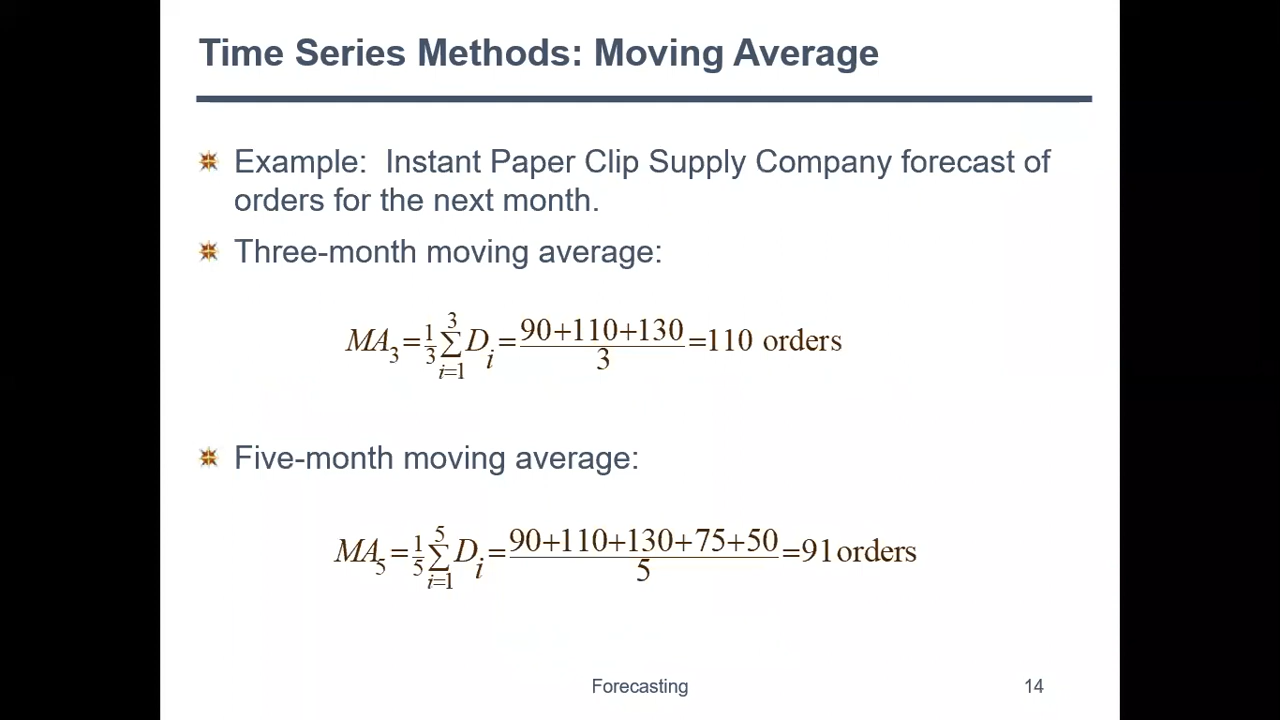 Time Series Methods: Moving Average
Example: Instant Paper Clip Supply Company forecast of
orders for the next month.
Three-month moving average:
MA₃ = 1/3 ∑(i=1 to 3) Dᵢ = (90+110+130)/3 = 110 orders
Five-month moving average:
MA₅ = 1/5 ∑(i=1 to 5) Dᵢ = (90+110+130+75+50)/5 = 91 orders
Forecasting 14